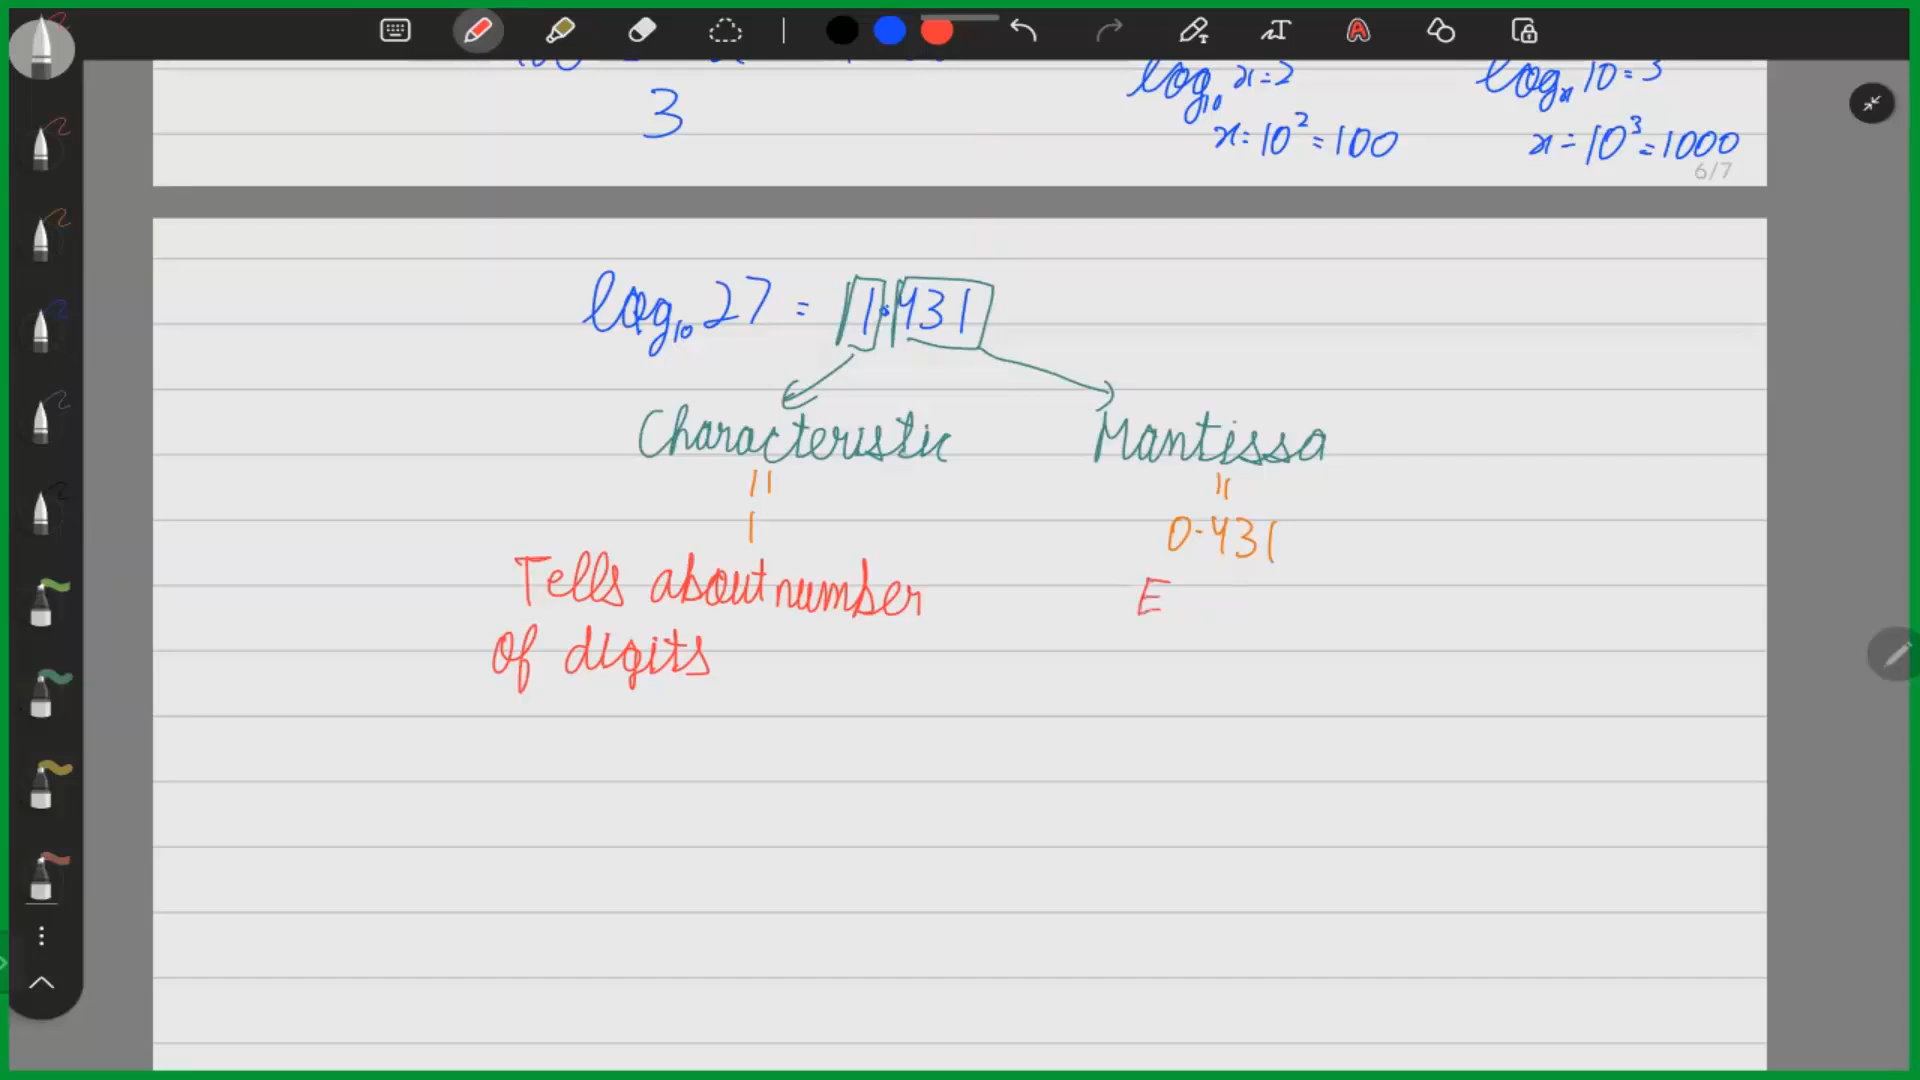 3
log₁₀ x=2
log x 10=3
x=10²=100
x=10³=1000
6/7
log₁₀ 27 = 1.431
Characteristic Mantissa
1
0.431
Tells about number
of digits
E